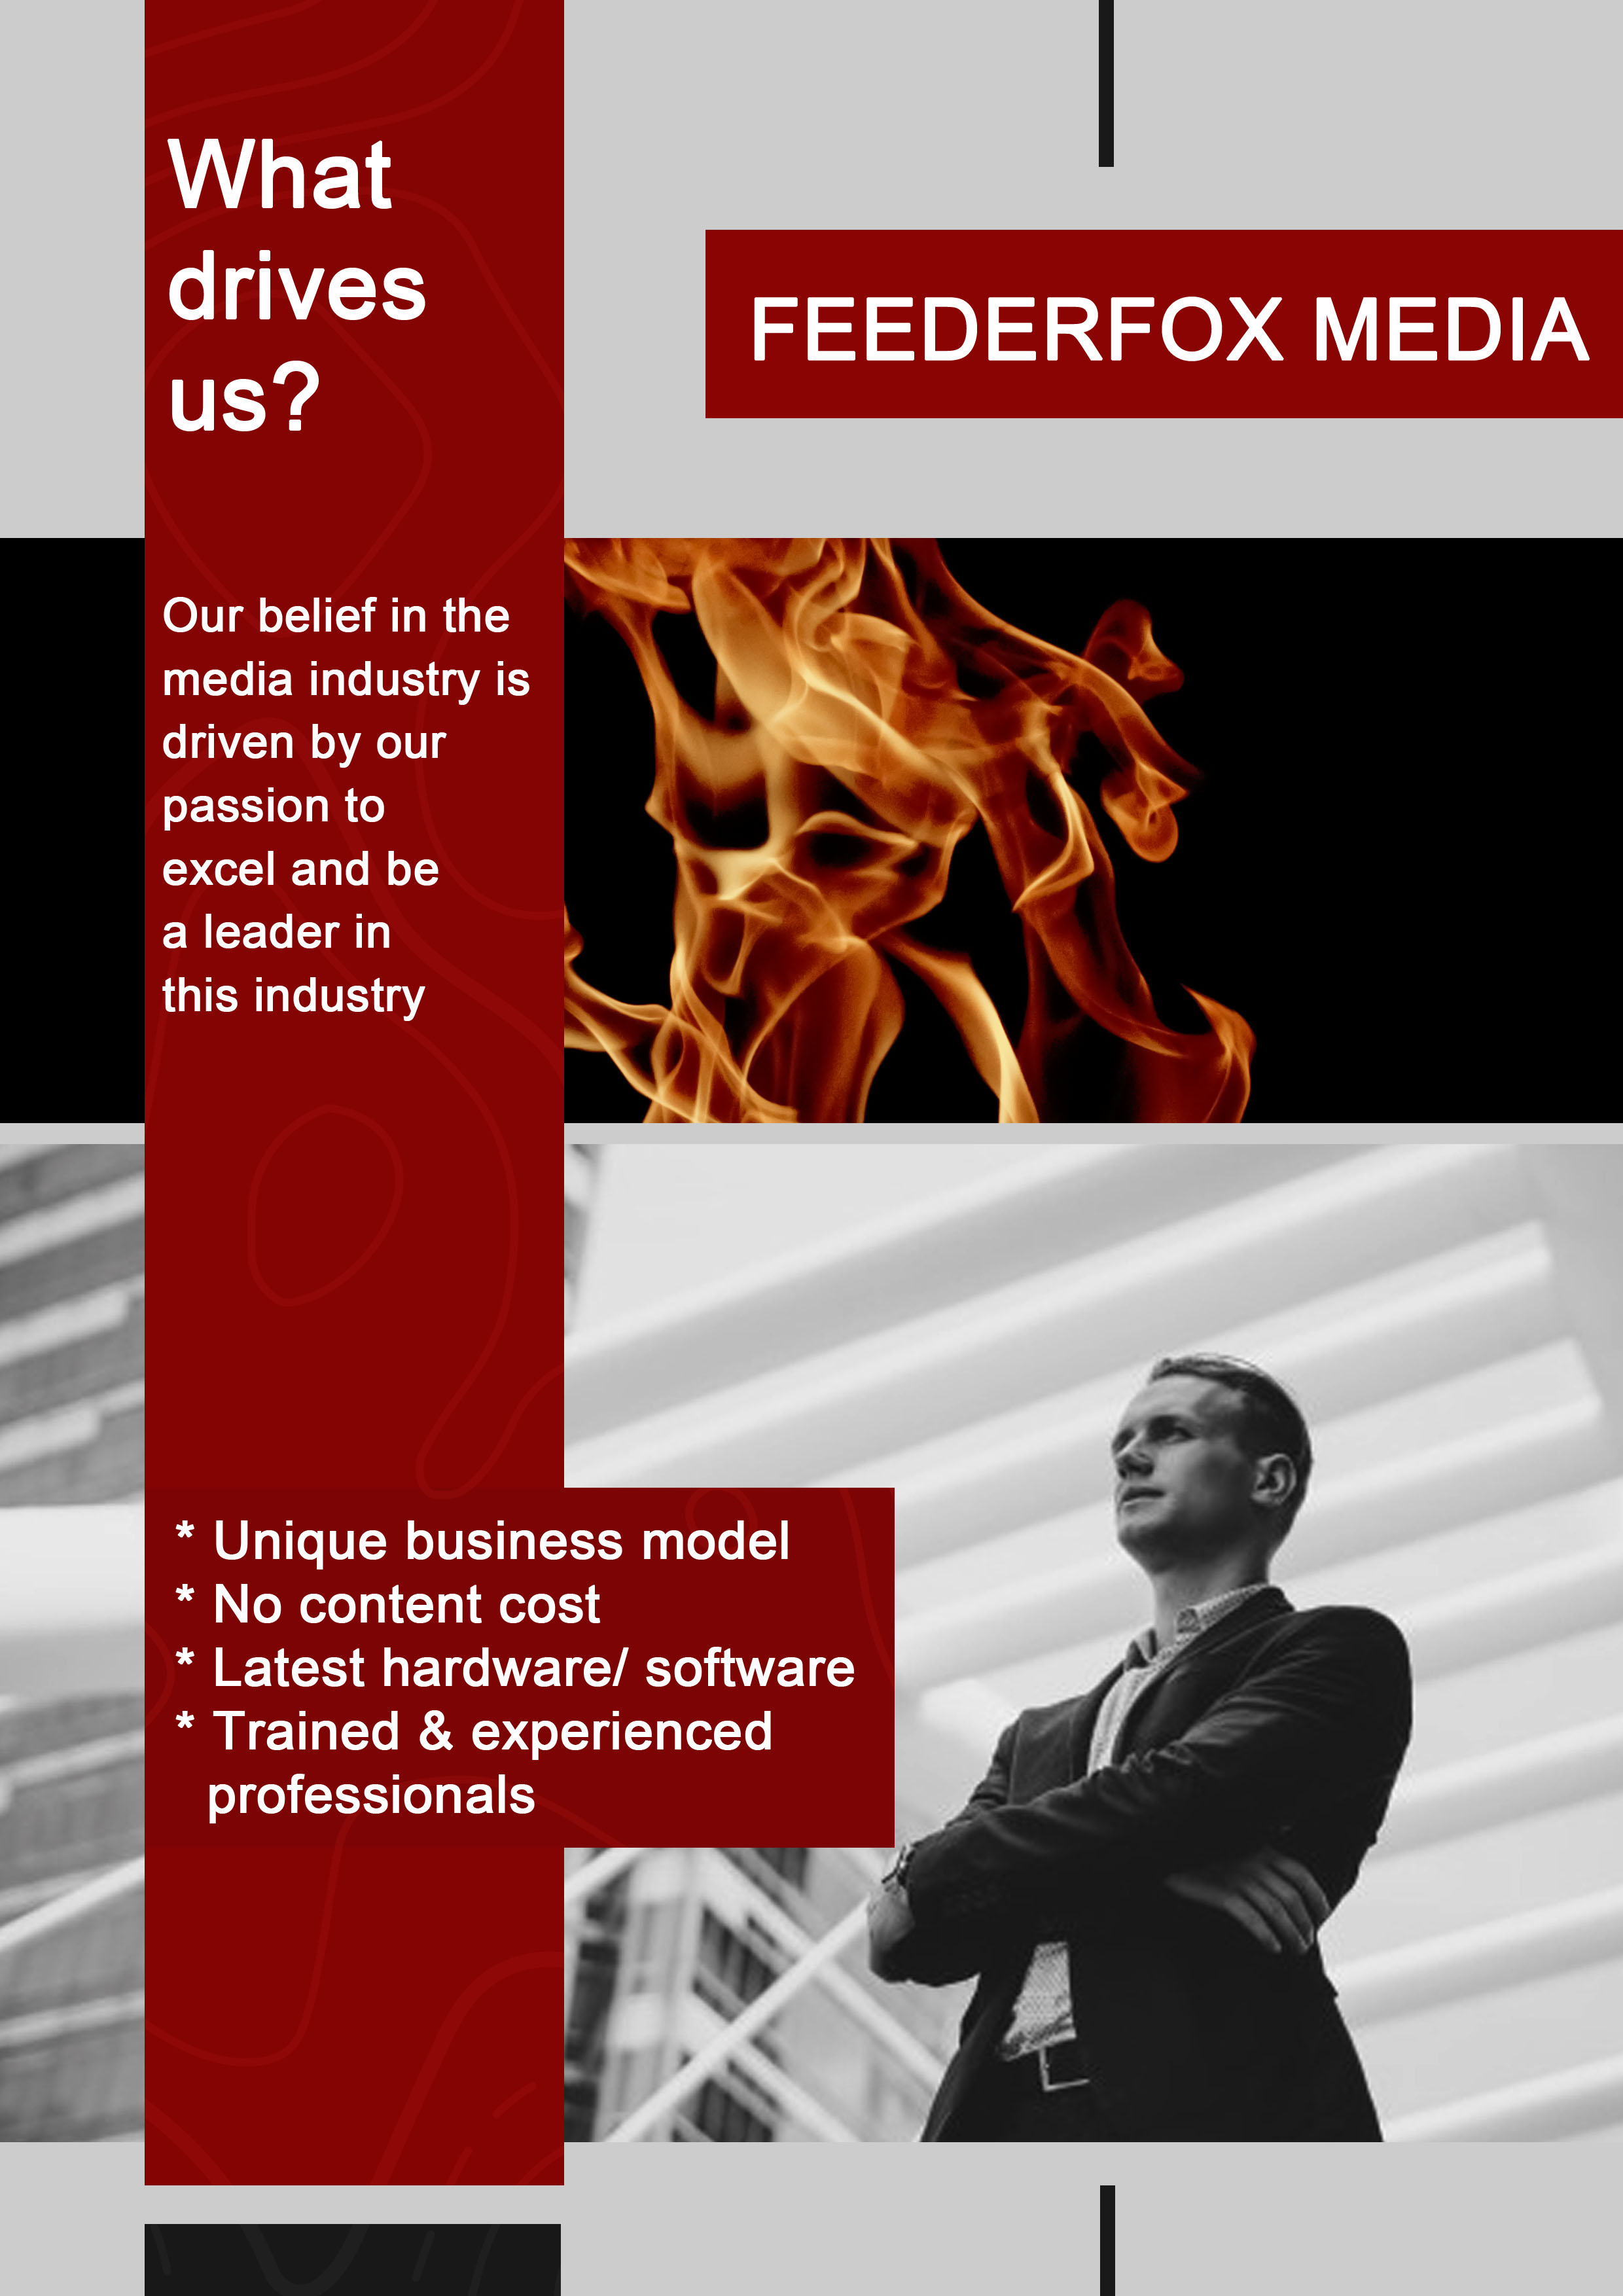 What
drives
us?
FEEDERFOX MEDIA
Our belief in the
media industry is
driven by our
passion to
excel and be
a leader in
this industry
* Unique business model
* No content cost
* Latest hardware/ software
* Trained & experienced
professionals